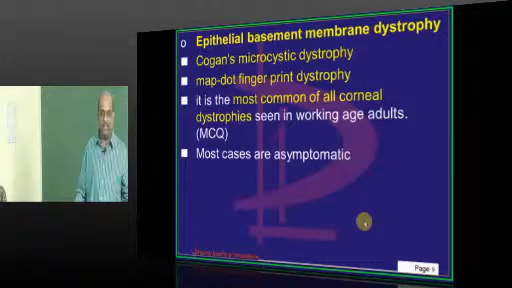 Epithelial basement membrane dystrophy
Cogan's microcystic dystrophy
map-dot finger print dystrophy
it is the most common of all corneal
dystrophies seen in working age adults.
(MCQ)
Most cases are asymptomatic
Page 9